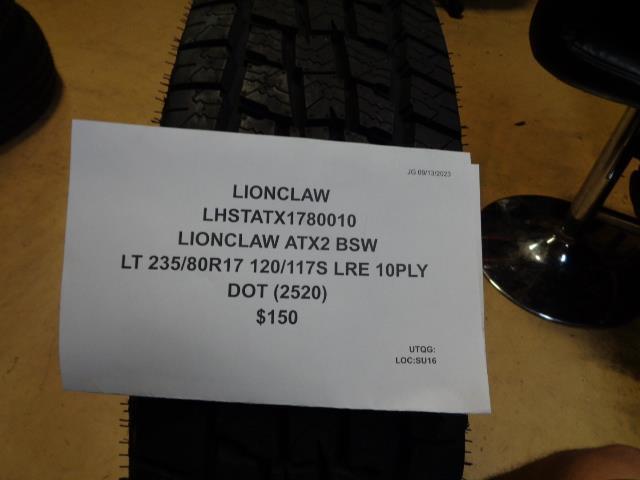 JG 09/13/2023
LIONCLAW
LHSTATX1780010
LIONCLAW ATX2 BSW
LT 235/80R17 120/117S LRE 10PLY
DOT (2520)
$150
UTQG:
LOC:SU16